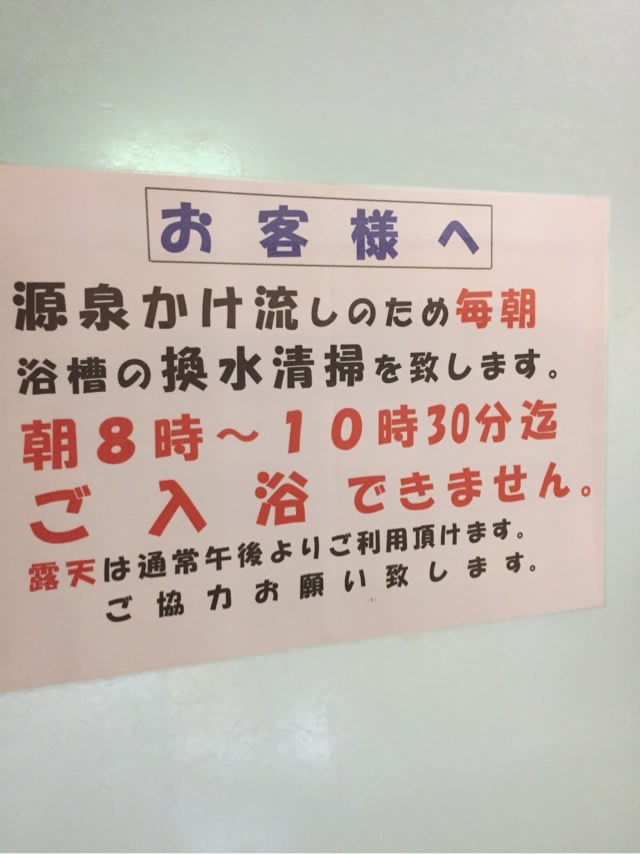 お客様へ
源泉かけ流しのため毎朝
浴槽の換水清掃を致します。
朝8時～10時30分迄
ご入浴できません。
露天は通常午後よりご利用頂けます。
ご協力お願い致します。